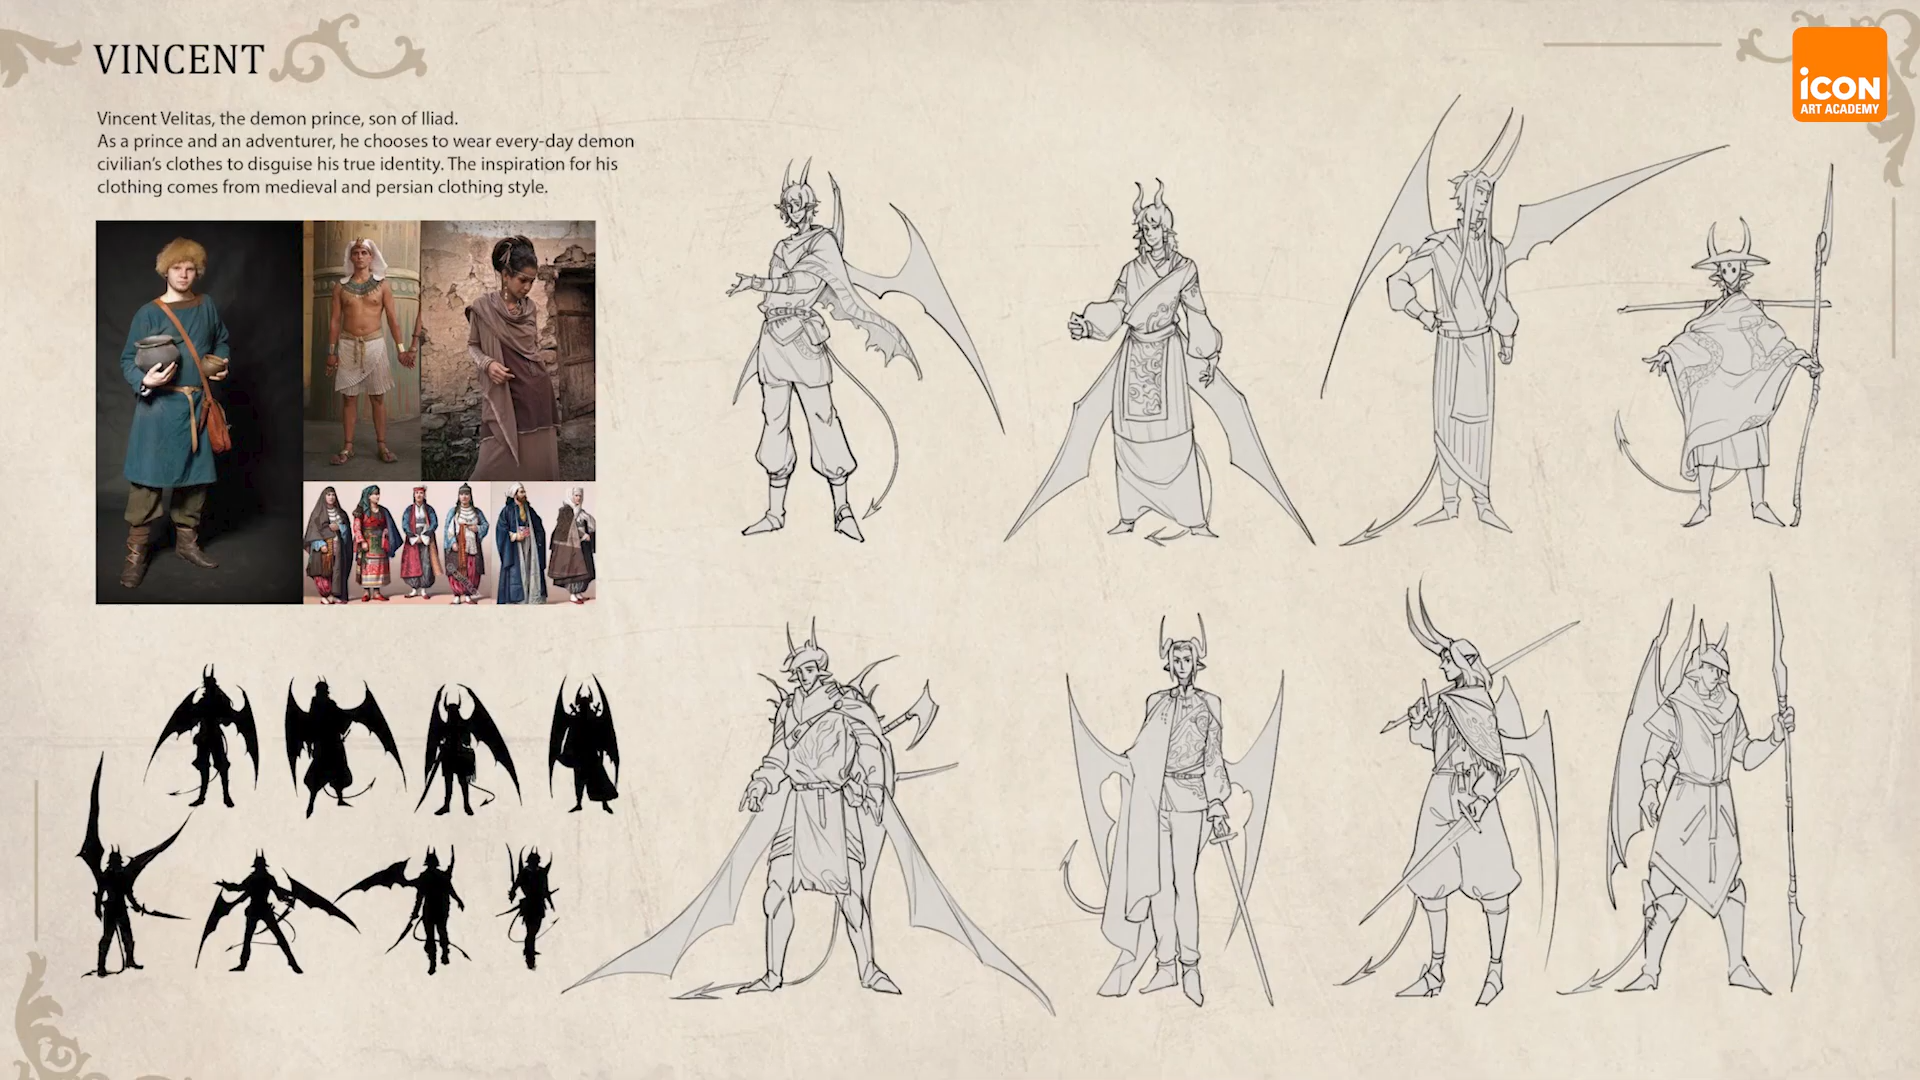 VINCENT
Vincent Velitas, the demon prince, son of Iliad.
As a prince and an adventurer, he chooses to wear every-day demon
civilian's clothes to disguise his true identity. The inspiration for his
clothing comes from medieval and persian clothing style.
iCON
ART ACADEMY